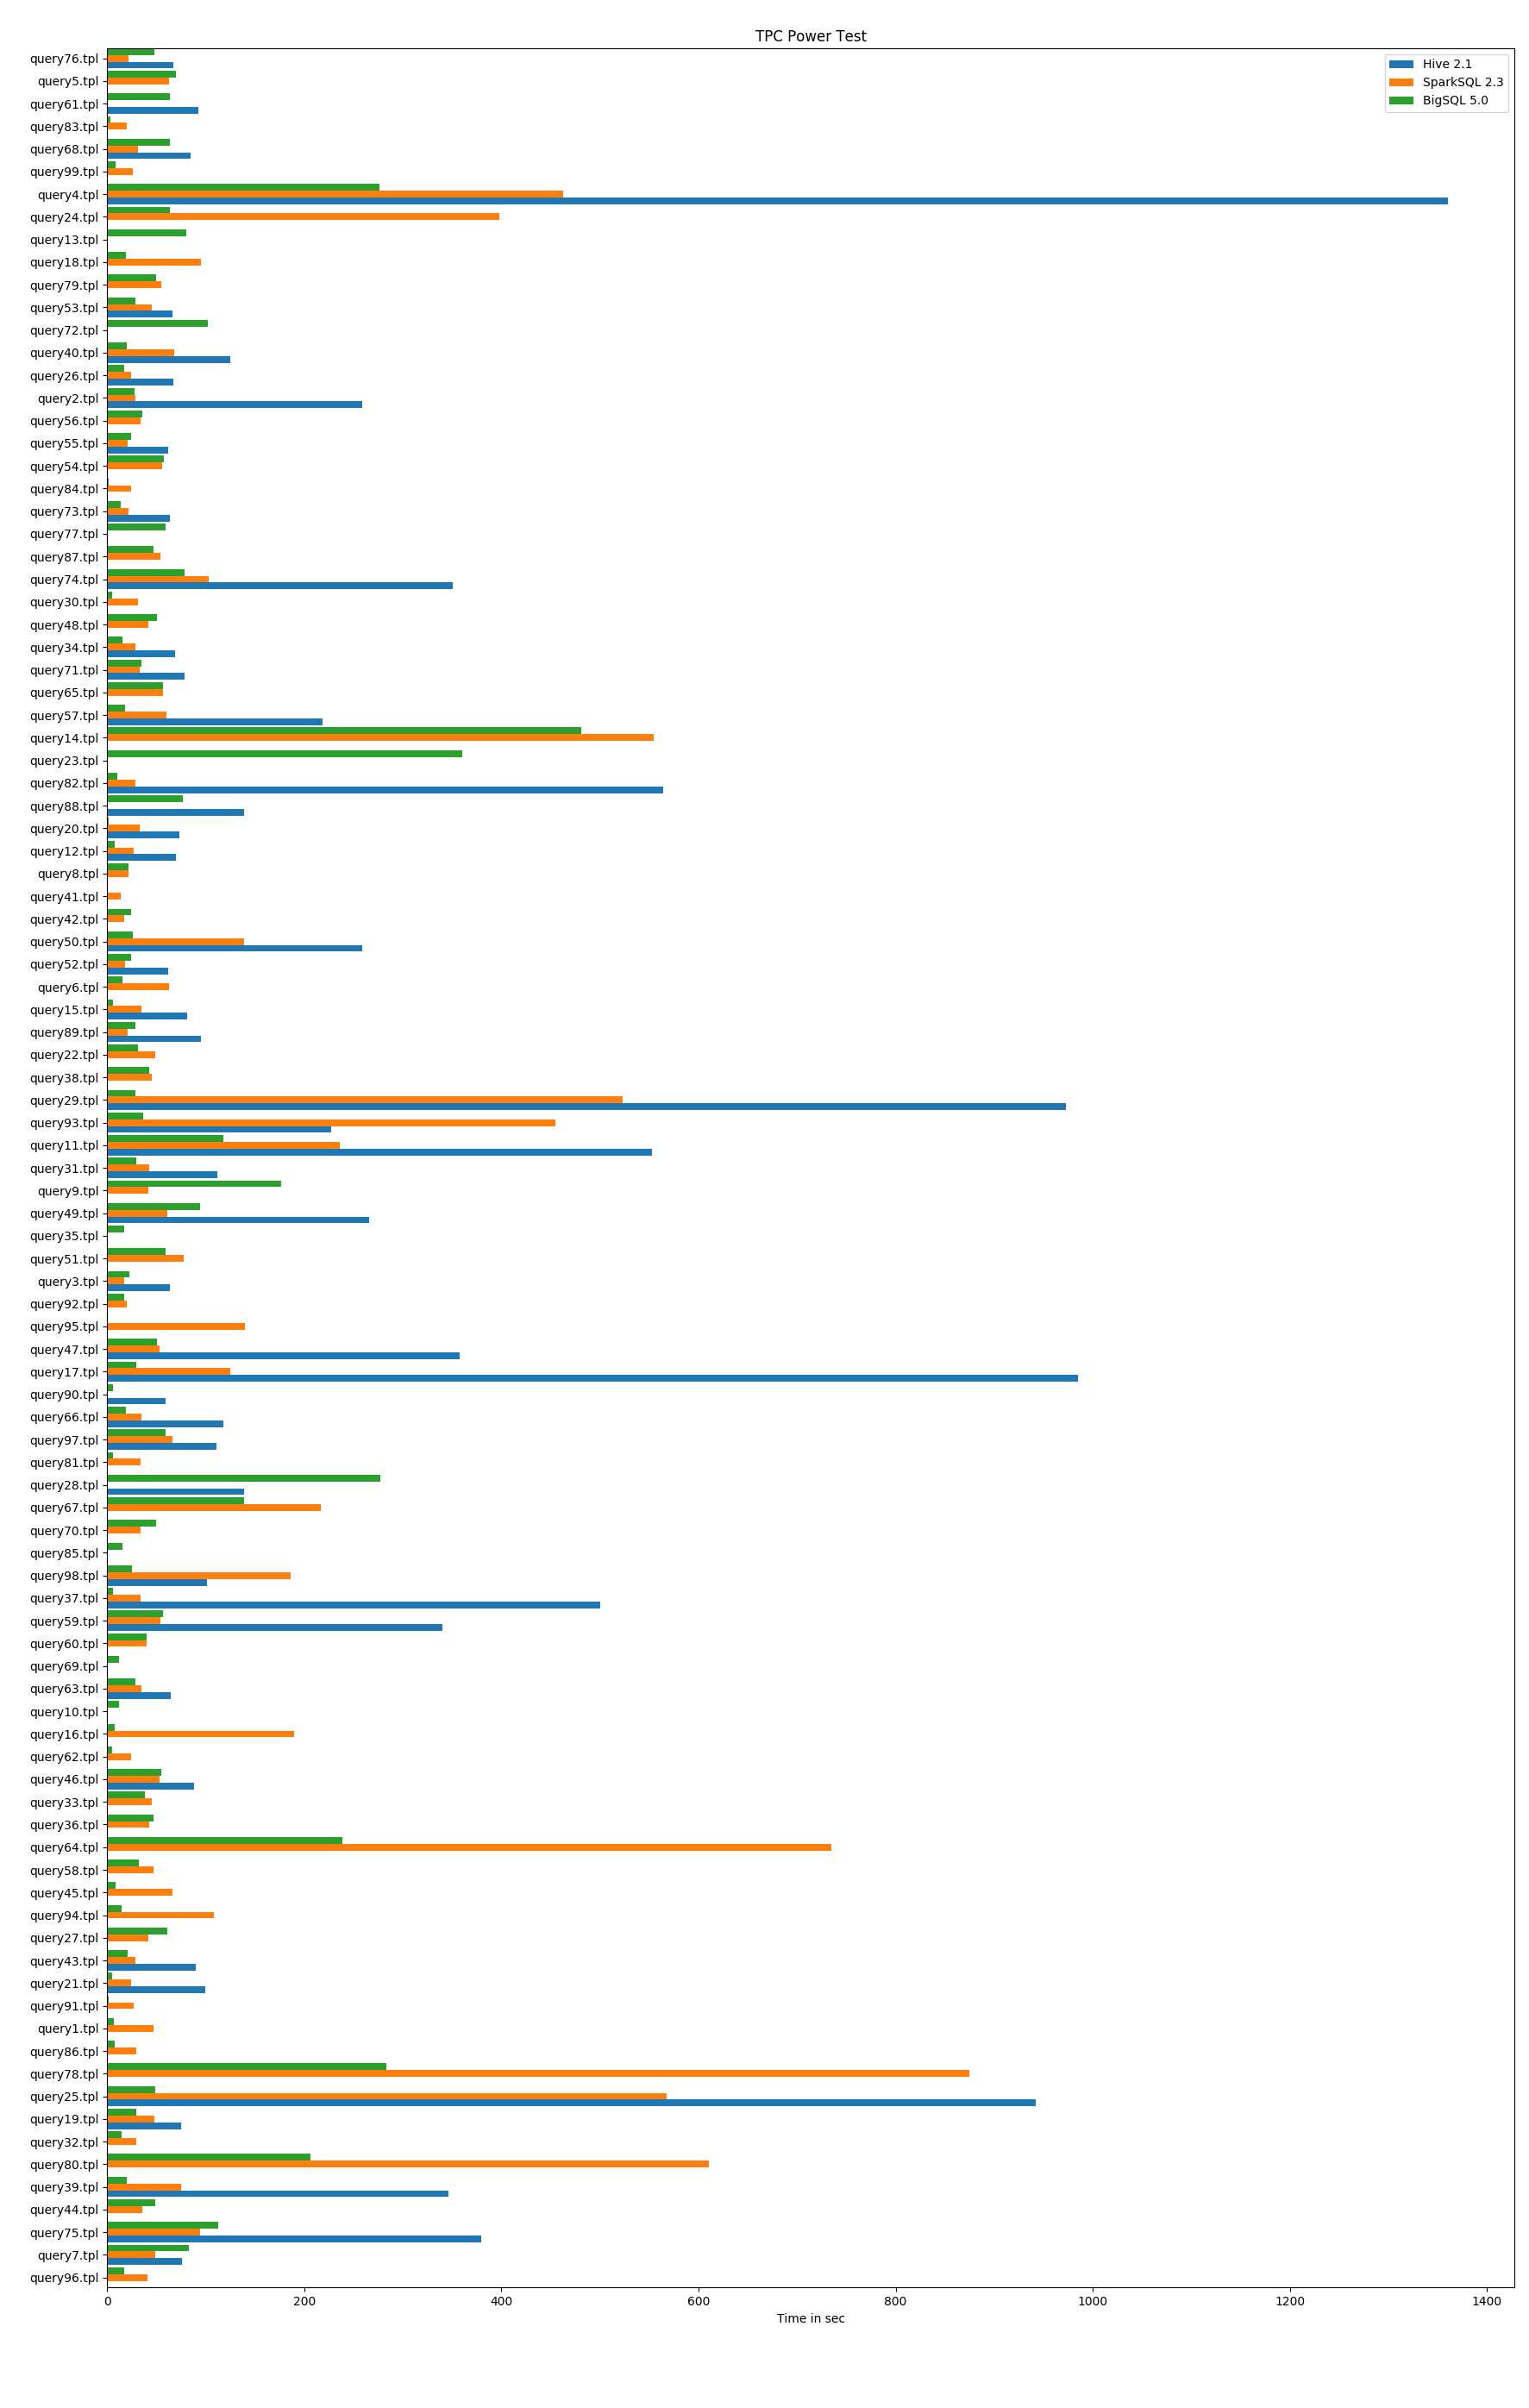 TPC Power Test
Hive 2.1
SparkSQL 2.3
BigSQL 5.0
query76.tpl
query5.tpl
query61.tpl
query83.tpl
query68.tpl
query99.tpl
query4.tpl
query24.tpl
query13.tpl
query18.tpl
query79.tpl
query53.tpl
query72.tpl
query40.tpl
query26.tpl
query2.tpl
query56.tpl
query55.tpl
query54.tpl
query84.tpl
query73.tpl
query77.tpl
query87.tpl
query74.tpl
query30.tpl
query48.tpl
query34.tpl
query71.tpl
query65.tpl
query57.tpl
query14.tpl
query23.tpl
query82.tpl
query88.tpl
query20.tpl
query12.tpl
query8.tpl
query41.tpl
query42.tpl
query50.tpl
query52.tpl
query6.tpl
query15.tpl
query89.tpl
query22.tpl
query38.tpl
query29.tpl
query93.tpl
query11.tpl
query31.tpl
query9.tpl
query49.tpl
query35.tpl
query51.tpl
query3.tpl
query92.tpl
query95.tpl
query47.tpl
query17.tpl
query90.tpl
query66.tpl
query97.tpl
query81.tpl
query28.tpl
query67.tpl
query70.tpl
query85.tpl
query98.tpl
query37.tpl
query59.tpl
query60.tpl
query69.tpl
query63.tpl
query10.tpl
query16.tpl
query62.tpl
query46.tpl
query33.tpl
query36.tpl
query64.tpl
query58.tpl
query45.tpl
query94.tpl
query27.tpl
query43.tpl
query21.tpl
query91.tpl
query1.tpl
query86.tpl
query78.tpl
query25.tpl
query19.tpl
query32.tpl
query80.tpl
query39.tpl
query44.tpl
query75.tpl
query7.tpl
query96.tpl
0 200 400 600 800 1000 1200 1400
Time in sec